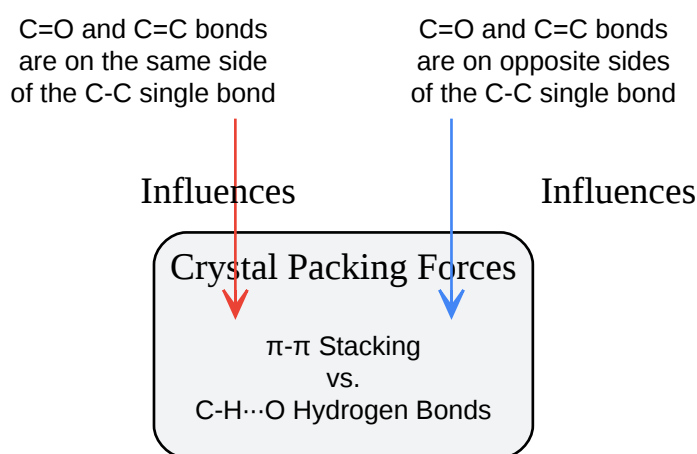 C=O and C=C bonds
are on the same side
of the C-C single bond
C=O and C=C bonds
are on opposite sides
of the C-C single bond
Influences
Influences
Crystal Packing Forces
π-π Stacking
vs.
C-H···O Hydrogen Bonds